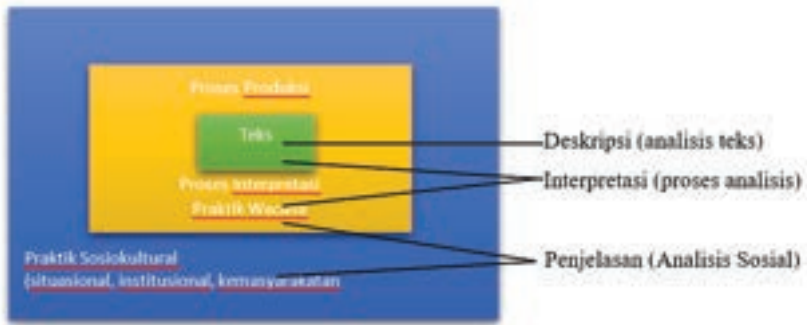 Proses Produksi
Teks
Proses Interpretasi
Praktik Wacana
Praktik Sosiokultural
(situasional, institusional, kemasyarakatan
Deskripsi (analisis teks)
Interpretasi (proses analisis)
Penjelasan (Analisis Sosial)